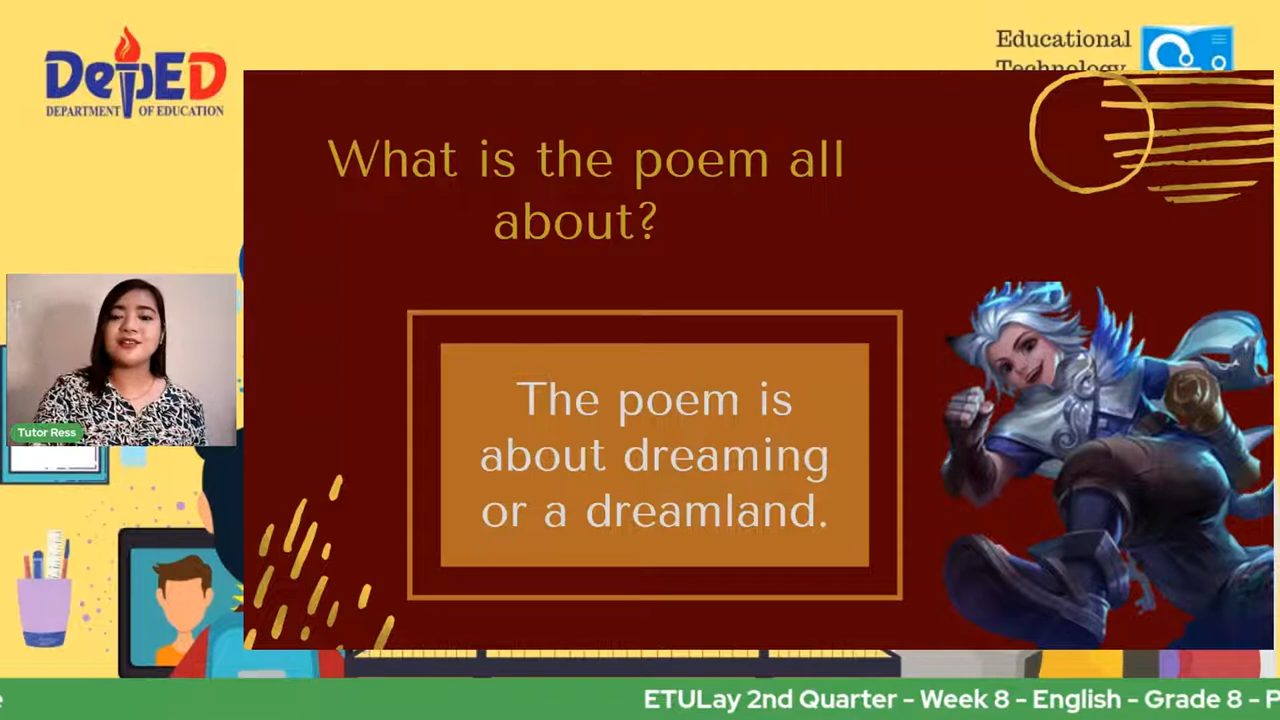 DepED
DEPARTMENT OF EDUCATION
Educational
Technology
What is the poem all
about?
The poem is
about dreaming
or a dreamland.
Tutor Ress
ETULay 2nd Quarter - Week 8 - English - Grade 8 - P